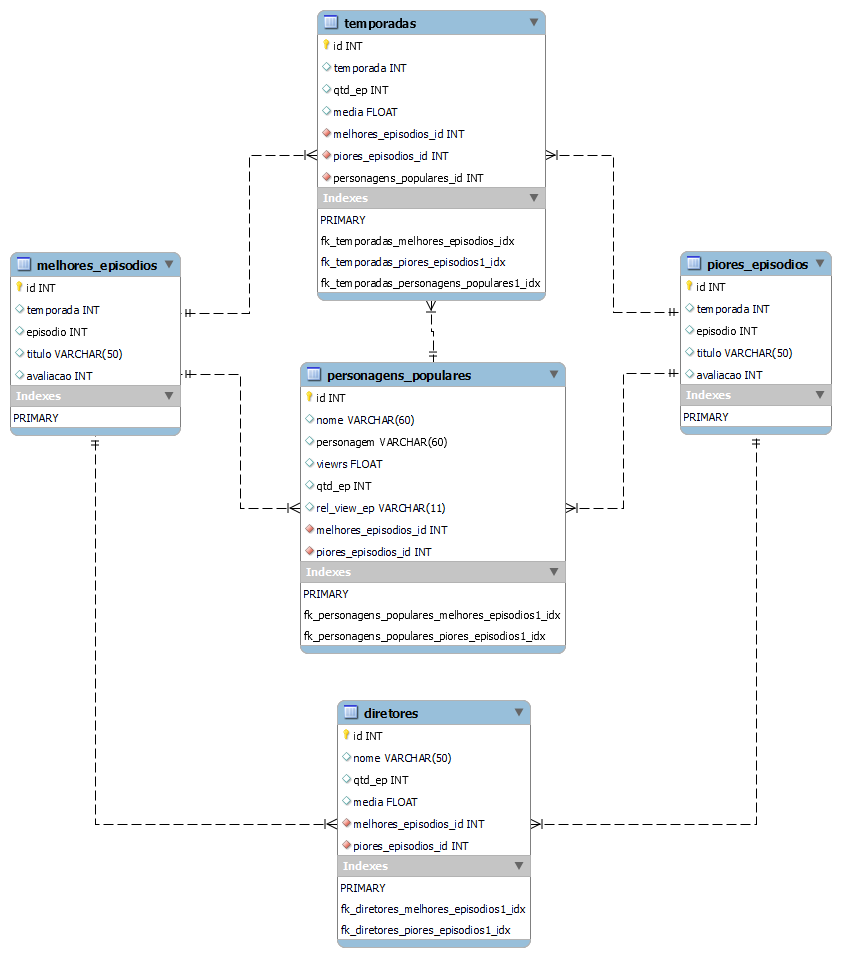 temporadas
id INT
temporada INT
qtd_ep INT
media FLOAT
melhores_episodios_id INT
piores_episodios_id INT
personagens_populares_id INT
Indexes
PRIMARY
fk_temporadas_melhores_episodios_idx
fk_temporadas_piores_episodios1_idx
fk_temporadas_personagens_populares1_idx
melhores_episodios
id INT
temporada INT
episodio INT
titulo VARCHAR(50)
avaliacao INT
Indexes
PRIMARY
piores_episodios
id INT
temporada INT
episodio INT
titulo VARCHAR(50)
avaliacao INT
Indexes
PRIMARY
personagens_populares
id INT
nome VARCHAR(60)
personagem VARCHAR(60)
viewrs FLOAT
qtd_ep INT
rel_view_ep VARCHAR(11)
melhores_episodios_id INT
piores_episodios_id INT
Indexes
PRIMARY
fk_personagens_populares_melhores_episodios1_idx
fk_personagens_populares_piores_episodios1_idx
diretores
id INT
nome VARCHAR(50)
qtd_ep INT
media FLOAT
melhores_episodios_id INT
piores_episodios_id INT
Indexes
PRIMARY
fk_diretores_melhores_episodios1_idx
fk_diretores_piores_episodios1_idx